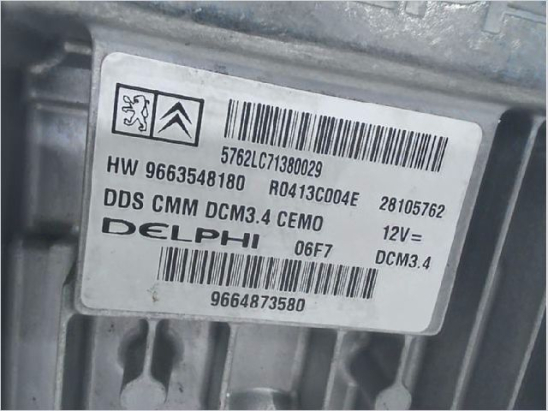 5762LC71380029
HW 9663548180 R0413C004E 28105762
DDS CMM DCM3.4 CEMO 12V=
DELPHI 06F7 DCM3.4
9664873580